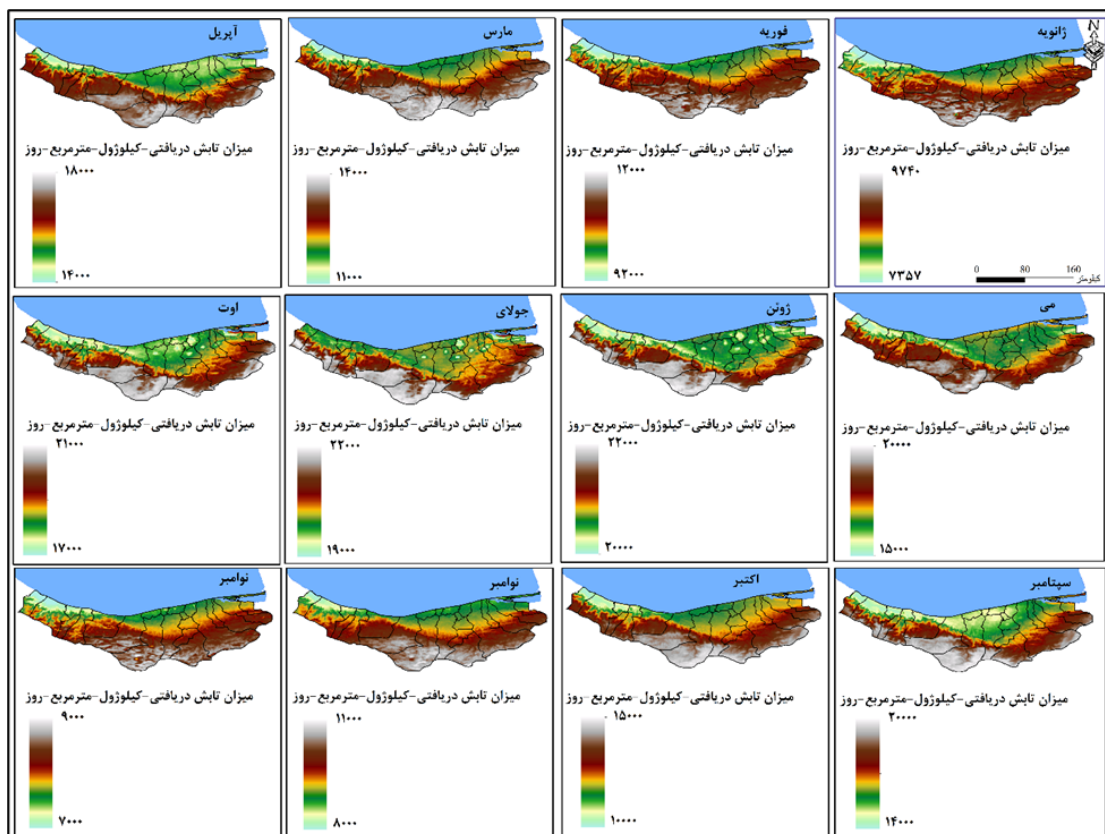 ژانویه
N
میزان تابش دریافتی-کیلوژول-مترمربع-روز
۹۷۴۰
۷۳۵۷
0 80 160
کیلومتر
فوریه
میزان تابش دریافتی-کیلوژول-مترمربع-روز
۱۲۰۰۰
۹۲۰۰۰
مارس
میزان تابش دریافتی-کیلوژول-مترمربع-روز
۱۴۰۰۰
۱۱۰۰۰
آپریل
میزان تابش دریافتی-کیلوژول-مترمربع-روز
۱۸۰۰۰
۱۴۰۰۰
می
میزان تابش دریافتی-کیلوژول-مترمربع-روز
۲۰۰۰۰
۱۵۰۰۰
ژوئن
میزان تابش دریافتی-کیلوژول-مترمربع-روز
۲۲۰۰۰
۲۰۰۰۰
جولای
میزان تابش دریافتی-کیلوژول-مترمربع-روز
۲۲۰۰۰
۱۹۰۰۰
اوت
میزان تابش دریافتی-کیلوژول-مترمربع-روز
۲۱۰۰۰
۱۷۰۰۰
سپتامبر
میزان تابش دریافتی-کیلوژول-مترمربع-روز
۲۰۰۰۰
۱۴۰۰۰
اکتبر
میزان تابش دریافتی-کیلوژول-مترمربع-روز
۱۵۰۰۰
۱۰۰۰۰
نوامبر
میزان تابش دریافتی-کیلوژول-مترمربع-روز
۱۱۰۰۰
۸۰۰۰
نوامبر
میزان تابش دریافتی-کیلوژول-مترمربع-روز
۹۰۰۰
۷۰۰۰